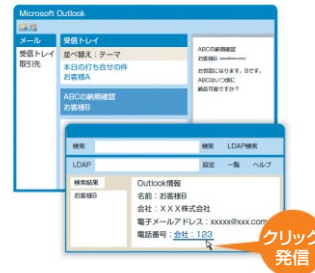 Microsoft Outlook
メール
受信トレイ
取引先
受信トレイ
並べ替え：テーマ
本日の打ち合せの件
お客様A
ABCの納期確認
お客様B
ABCの納期確認
お客様B
お世話になります。Bです。
ABCはいつ頃に
納品可能ですか？
検索
検索
LDAP検索
LDAP
設定
一覧
ヘルプ
検索結果
お客様B
Outlook情報
名前：お客様B
会社：ＸＸＸ株式会社
電子メールアドレス：xxxxx@xxx.com
電話番号：会社：123
クリック
発信